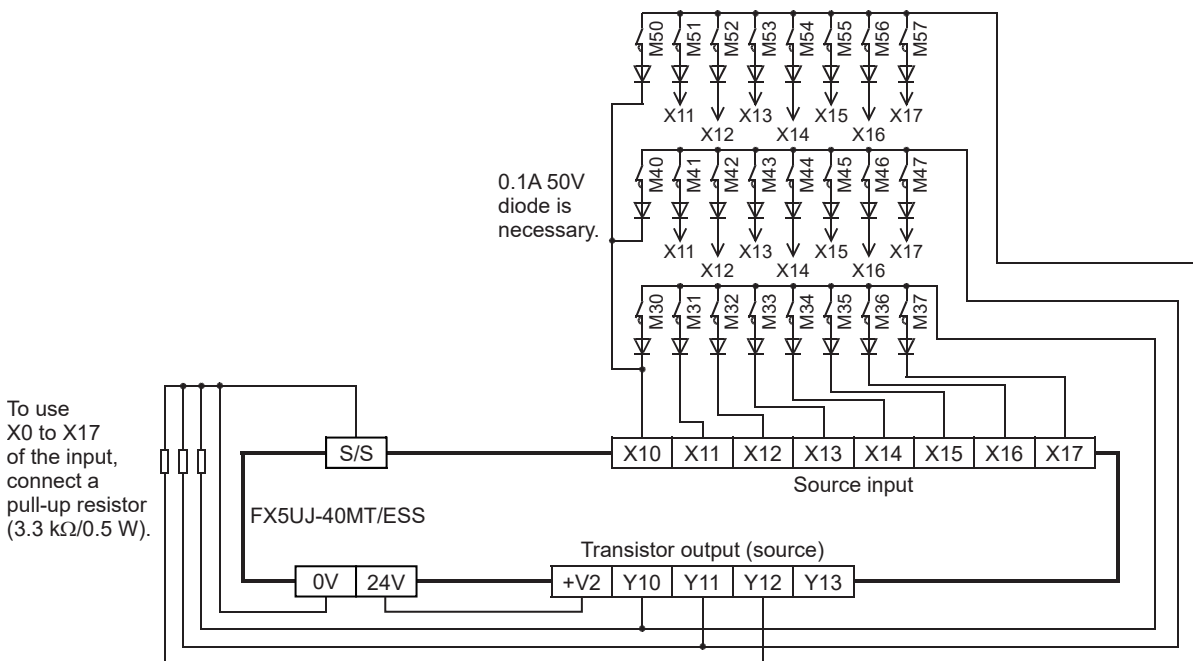 M50 M51 M52 M53 M54 M55 M56 M57
X11 X13 X15 X17
X12 X14 X16
M40 M41 M42 M43 M44 M45 M46 M47
0.1A 50V
diode is
necessary.
X11 X13 X15 X17
X12 X14 X16
M30 M31 M32 M33 M34 M35 M36 M37
To use
X0 to X17
of the input,
connect a
pull-up resistor
(3.3 kΩ/0.5 W).
S/S X10 X11 X12 X13 X14 X15 X16 X17
Source input
FX5UJ-40MT/ESS
Transistor output (source)
0V 24V +V2 Y10 Y11 Y12 Y13